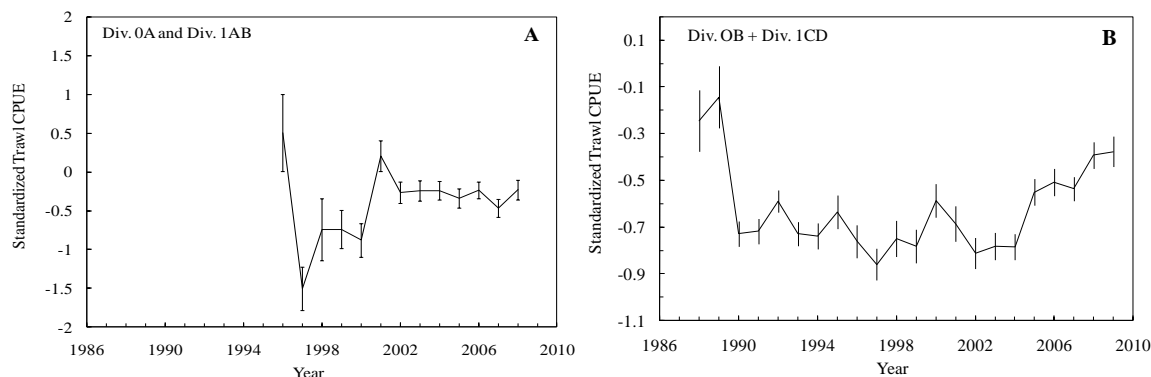 Div. 0A and Div. 1AB
A
Standardized Trawl CPUE
2
1.5
1
0.5
0
-0.5
-1
-1.5
-2
1986 1990 1994 1998 2002 2006 2010
Year
Div. OB + Div. 1CD
B
Standardized Trawl CPUE
0.1
-0.1
-0.3
-0.5
-0.7
-0.9
-1.1
1986 1990 1994 1998 2002 2006 2010
Year